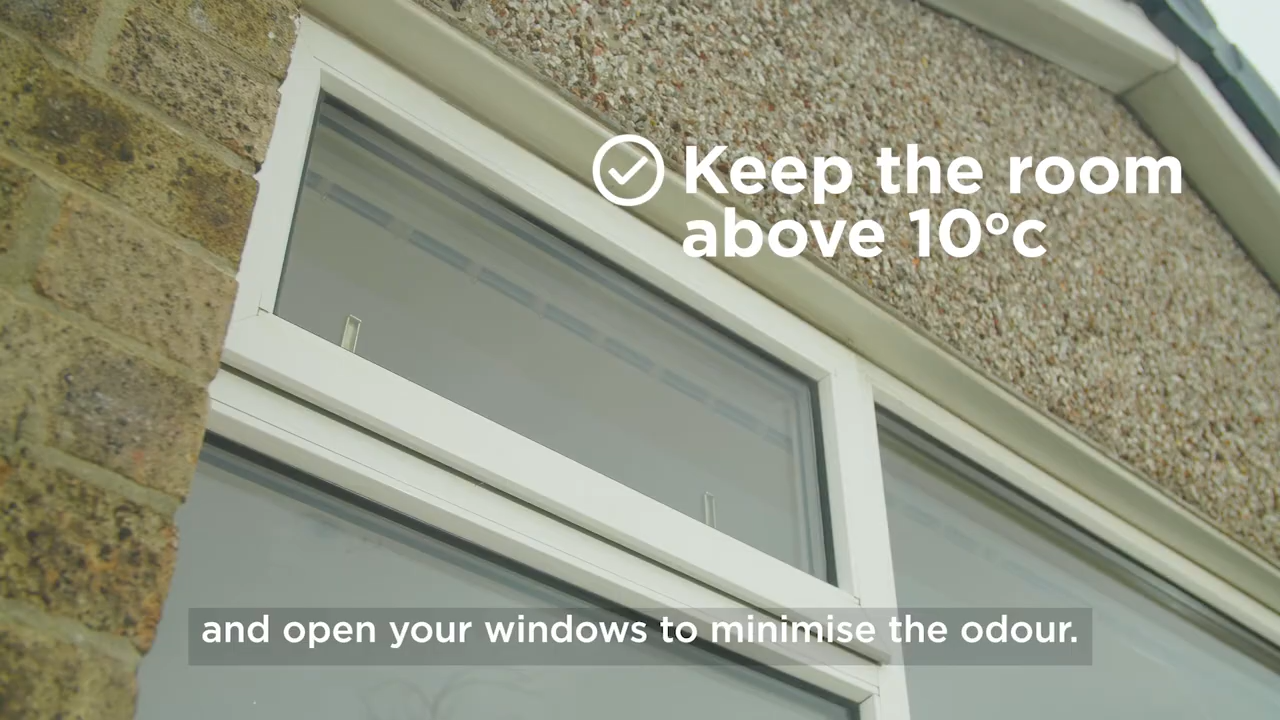 Keep the room
above 10°c
and open your windows to minimise the odour.